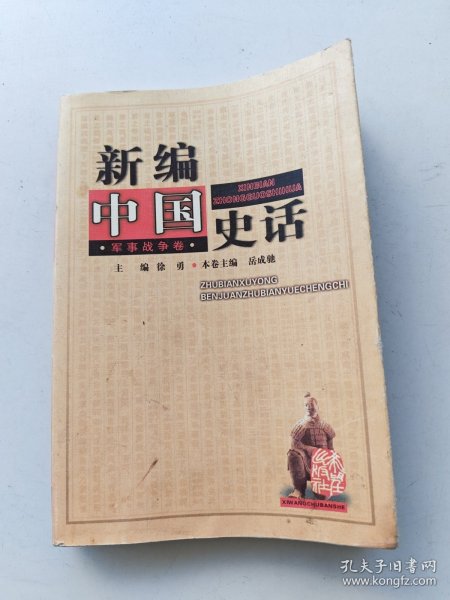 新编
XINBIAN
ZHONGGUOSHIHUA
中国
史话
·军事战争卷·
主 编 徐 勇 ·本卷主编 岳成驰
ZHUBIANXUYONG
BENJUANZHUBIANYUECHENGCHI
XIWANGCHUBANSHE
孔夫子旧书网
www.kongfz.com